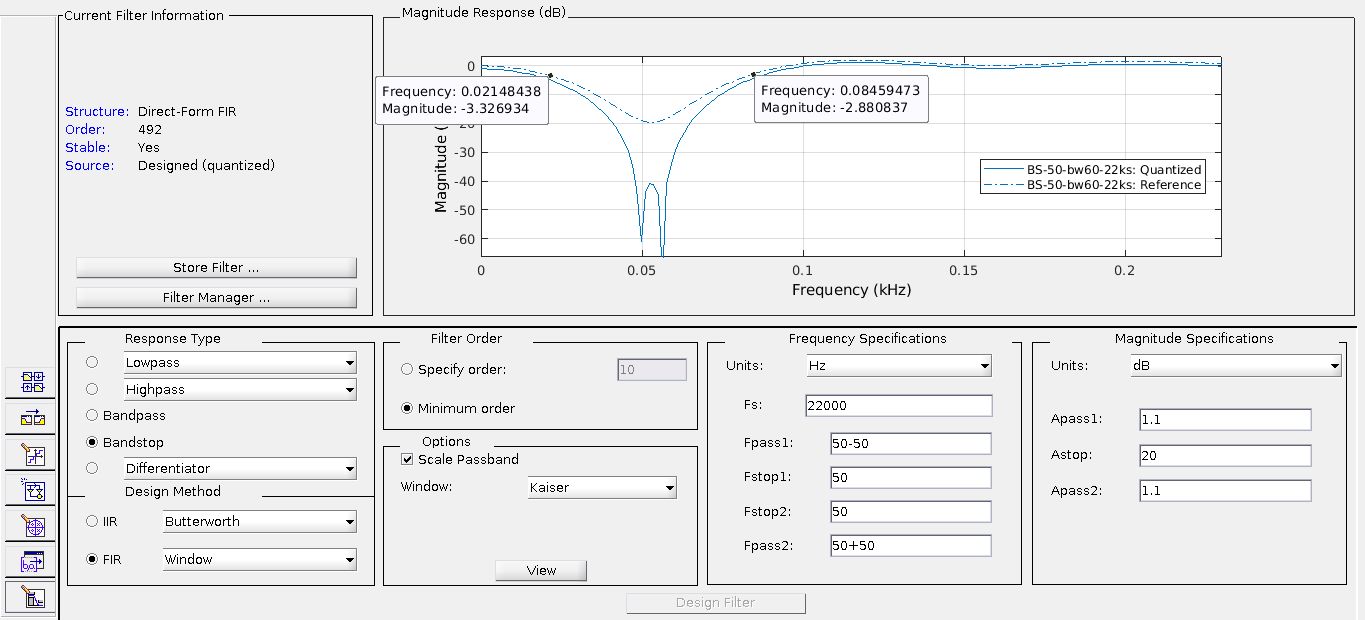 Current Filter Information
Structure: Direct-Form FIR
Order: 492
Stable: Yes
Source: Designed (quantized)
Store Filter ...
Filter Manager ...
Magnitude Response (dB)
0
Frequency: 0.02148438
Magnitude: -3.326934
Frequency: 0.08459473
Magnitude: -2.880837
-30
-40
-50
-60
Magnitude (
BS-50-bw60-22ks: Quantized
BS-50-bw60-22ks: Reference
0 0.05 0.1 0.15 0.2
Frequency (kHz)
Response Type
Lowpass
Highpass
Bandpass
Bandstop
Differentiator
Design Method
IIR Butterworth
FIR Window
Filter Order
Specify order: 10
Minimum order
Options
Scale Passband
Window: Kaiser
View
Frequency Specifications
Units: Hz
Fs: 22000
Fpass1: 50-50
Fstop1: 50
Fstop2: 50
Fpass2: 50+50
Magnitude Specifications
Units: dB
Apass1: 1.1
Astop: 20
Apass2: 1.1
Design Filter